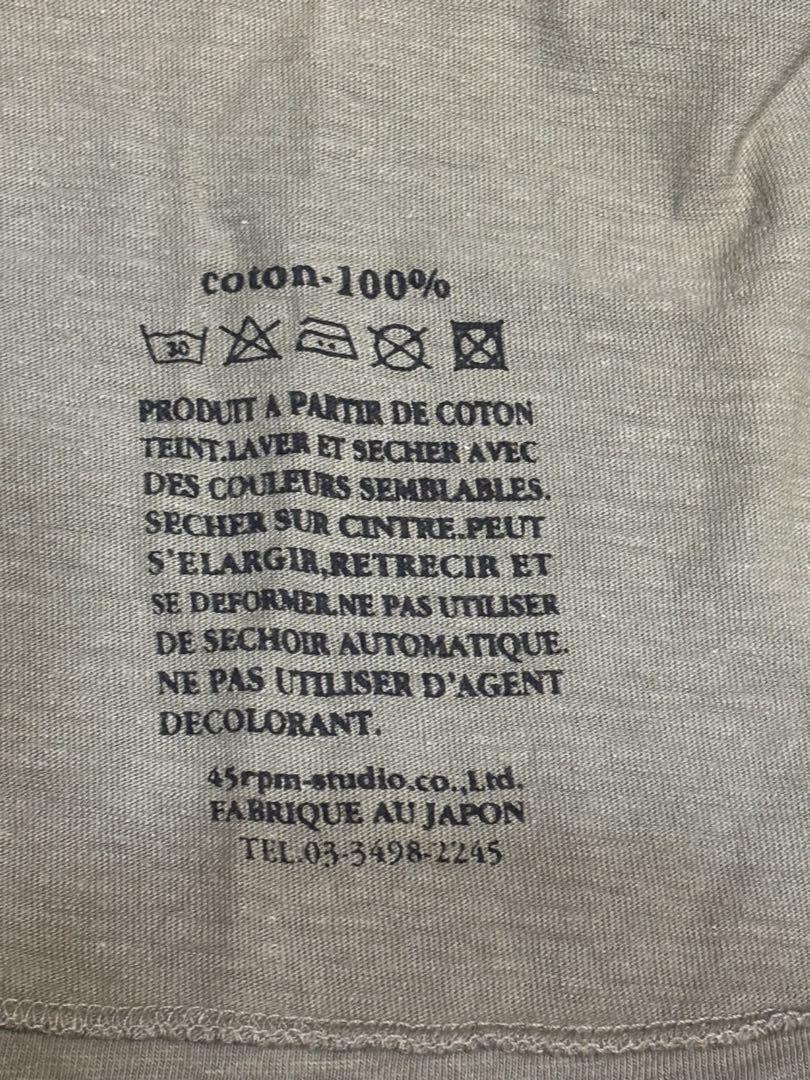 coton-100%
30
PRODUIT A PARTIR DE COTON
TEINT.LAVER ET SECHER AVEC
DES COULEURS SEMBLABLES.
SECHER SUR CINTRE.PEUT
S'ELARGIR,RETRECIR ET
SE DEFORMER.NE PAS UTILISER
DE SECHOIR AUTOMATIQUE.
NE PAS UTILISER D'AGENT
DECOLORANT.
45rpm-studio.co.,Ltd.
FABRIQUE AU JAPON
TEL.03-3498-2245